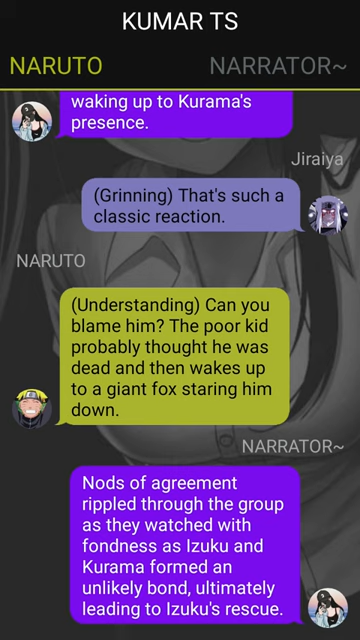 KUMAR TS
NARUTO NARRATOR~
waking up to Kurama's
presence.
Jiraiya
(Grinning) That's such a
classic reaction.
NARUTO
(Understanding) Can you
blame him? The poor kid
probably thought he was
dead and then wakes up
to a giant fox staring him
down.
NARRATOR~
Nods of agreement
rippled through the group
as they watched with
fondness as Izuku and
Kurama formed an
unlikely bond, ultimately
leading to Izuku's rescue.